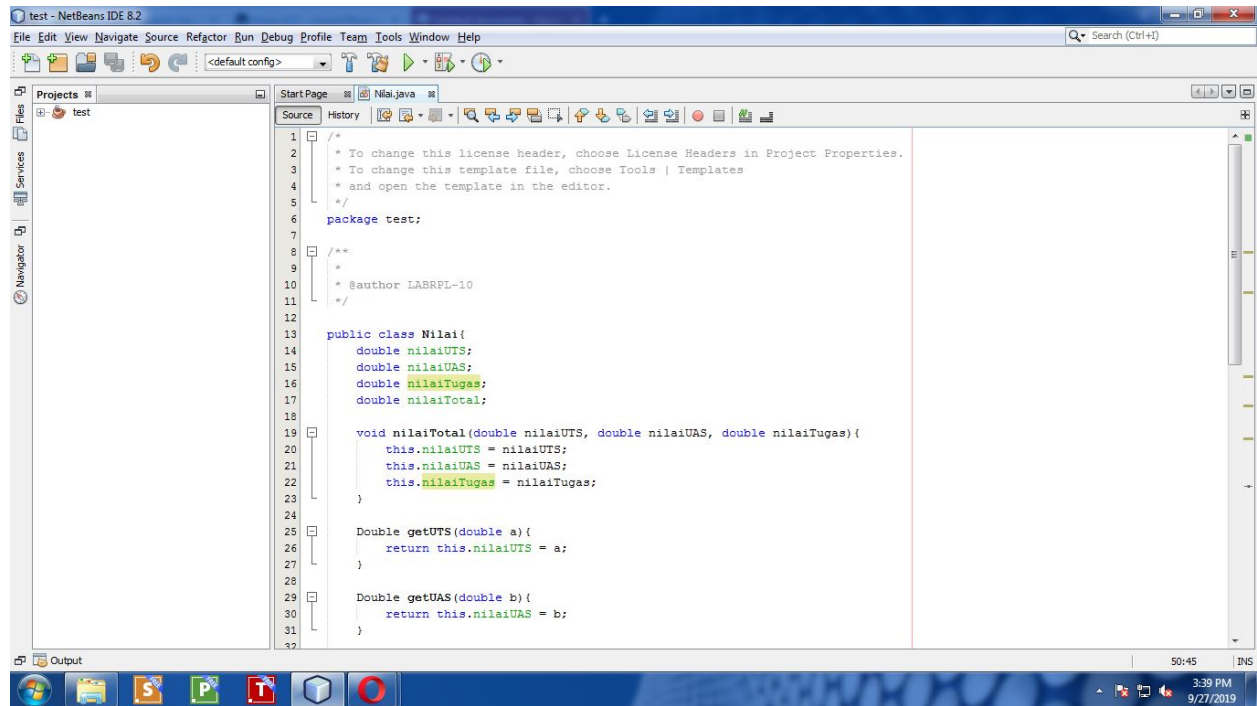 test - NetBeans IDE 8.2
File Edit View Navigate Source Refactor Run Debug Profile Team Tools Window Help
Search (Ctrl+I)
<default config>
Projects
test
Files
Services
Navigator
Start Page Nilai.java
Source History
1 /*
2 * To change this license header, choose License Headers in Project Properties.
3 * To change this template file, choose Tools | Templates
4 * and open the template in the editor.
5 */
6 package test;
7
8 /**
9 *
10 * @author LABRPL-10
11 */
12
13 public class Nilai{
14 double nilaiUTS;
15 double nilaiUAS;
16 double nilaiTugas;
17 double nilaiTotal;
18
19 void nilaiTotal(double nilaiUTS, double nilaiUAS, double nilaiTugas){
20 this.nilaiUTS = nilaiUTS;
21 this.nilaiUAS = nilaiUAS;
22 this.nilaiTugas = nilaiTugas;
23 }
24
25 Double getUTS(double a){
26 return this.nilaiUTS = a;
27 }
28
29 Double getUAS(double b){
30 return this.nilaiUAS = b;
31 }
32
Output
50:45 INS
S P T
3:39 PM
9/27/2019